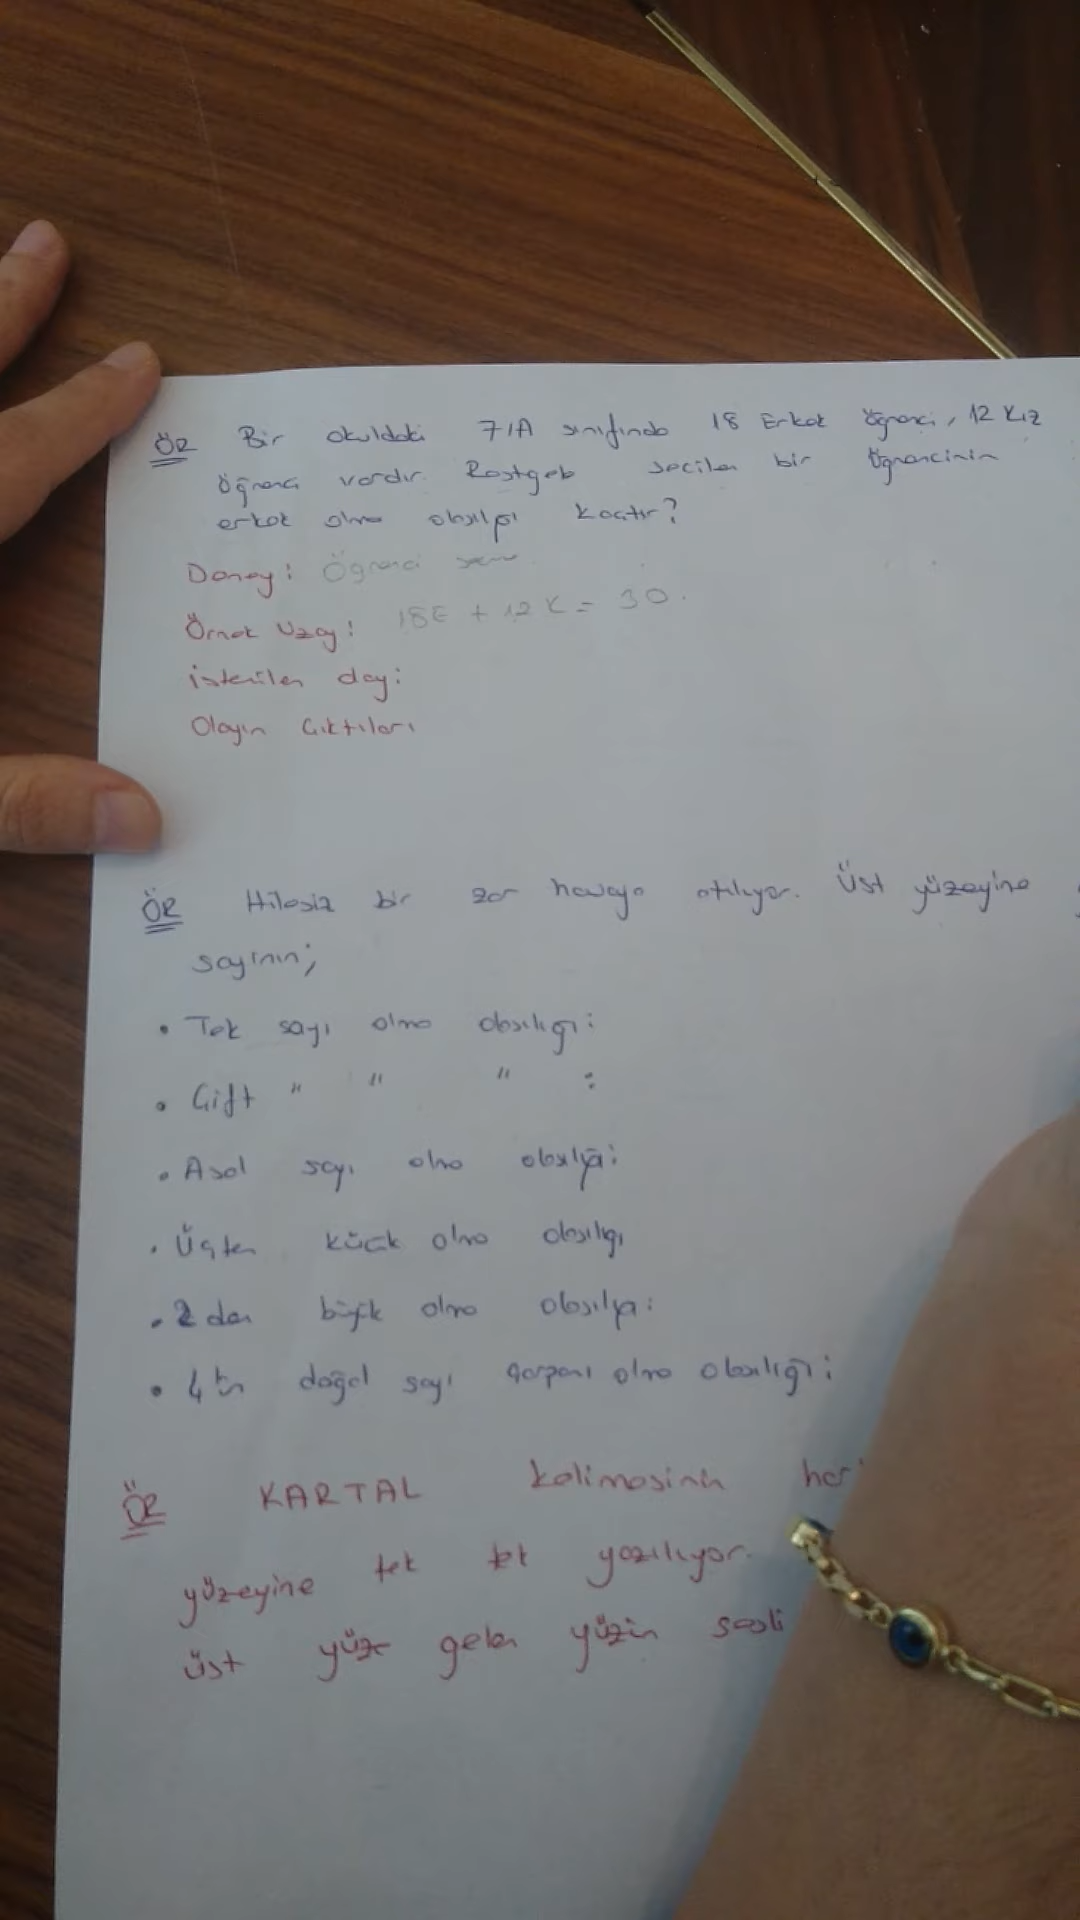 ÖR Bir okuldaki 7/A sınıfında 18 Erkek öğrenci, 12 Kız
öğrenci vardır. Rastgele seçilen bir öğrencinin
erkek olma olasılığı kaçtır?
Deney: Öğrenci
Örnek Uzay: 18E + 12K = 30.
İstenilen olay:
Olayın Çıktıları
ÖR Hilesiz bir zar havaya atılıyor. Üst yüzeyine
sayının;
• Tek sayı olma olasılığı:
• Çift " " " :
• Asal sayı olma olasılığı:
• Üçten küçük olma olasılığı
• 2 den büyük olma olasılığı:
• 4'ün doğal sayı çarpanı olma olasılığı:
ÖR KARTAL kelimesinin
yüzeyine tek tek yazılıyor.
üst yüze gelen yüzün sesli